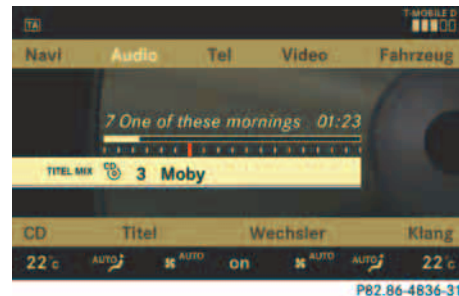 TA
T-MOBILE D
Navi Audio Tel Video Fahrzeug
7 One of these mornings 01:23
TITEL MIX CD 3 Moby
CD Titel Wechsler Klang
22°C AUTO AUTO on AUTO AUTO 22°C
P82.86-4836-31